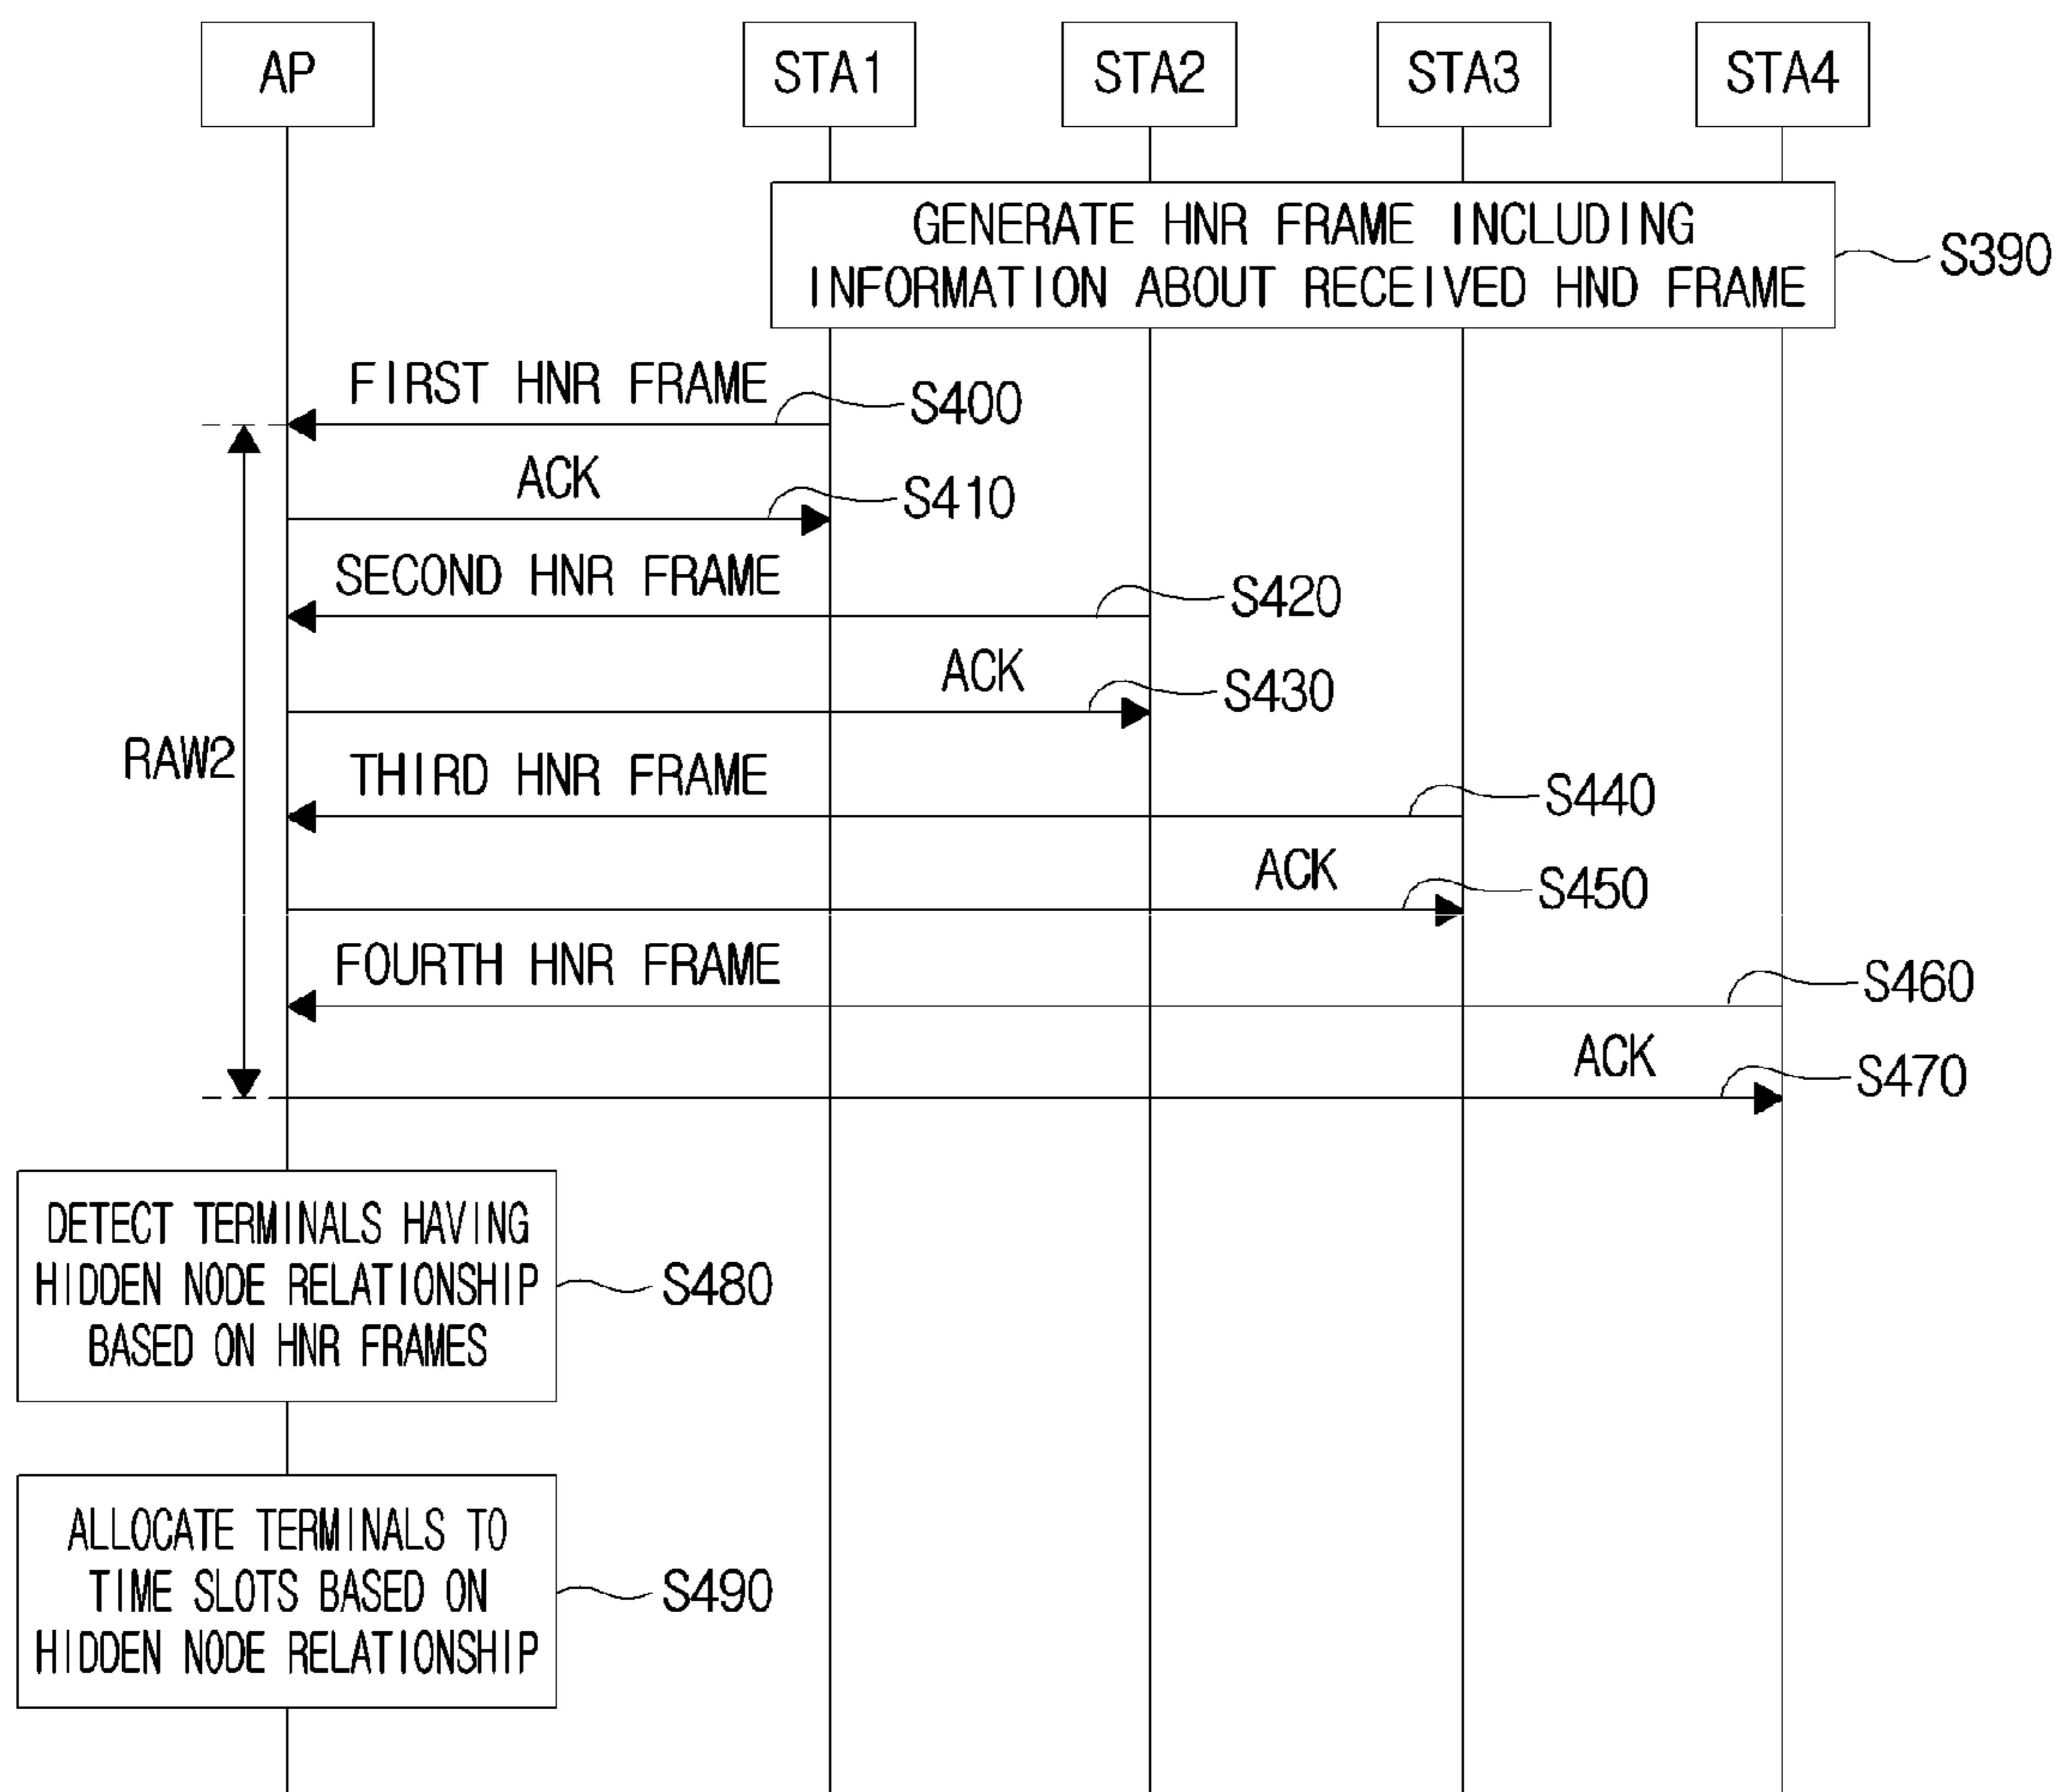 AP
STA1
STA2
STA3
STA4
GENERATE HNR FRAME INCLUDING
INFORMATION ABOUT RECEIVED HND FRAME
S390
FIRST HNR FRAME
S400
ACK
S410
SECOND HNR FRAME
S420
ACK
S430
RAW2
THIRD HNR FRAME
S440
ACK
S450
FOURTH HNR FRAME
S460
ACK
S470
DETECT TERMINALS HAVING
HIDDEN NODE RELATIONSHIP
BASED ON HNR FRAMES
S480
ALLOCATE TERMINALS TO
TIME SLOTS BASED ON
HIDDEN NODE RELATIONSHIP
S490